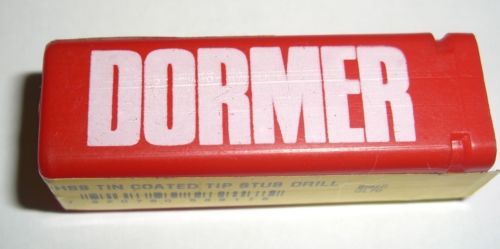 DORMER
HSS TIN COATED TIP STUB DRILL